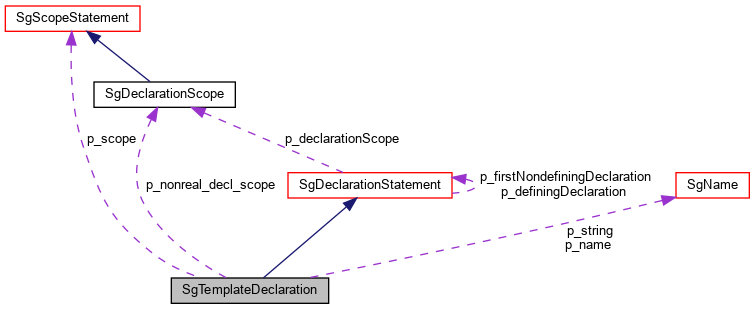 SgScopeStatement
SgDeclarationScope
p_scope
p_declarationScope
p_nonreal_decl_scope
SgDeclarationStatement
p_firstNondefiningDeclaration
p_definingDeclaration
SgName
p_string
p_name
SgTemplateDeclaration